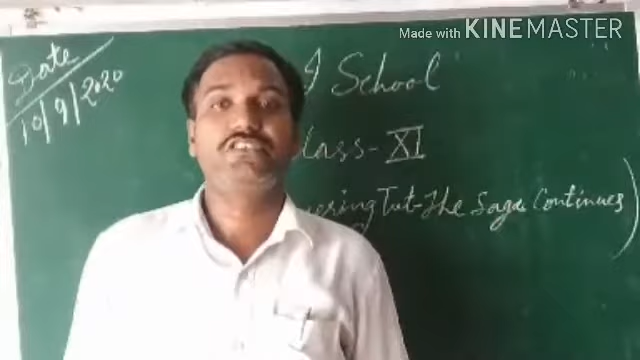 Made with KINEMASTER
Date
10/9/2020
I School
lass - XI
ering Tut - The Saga Continues)